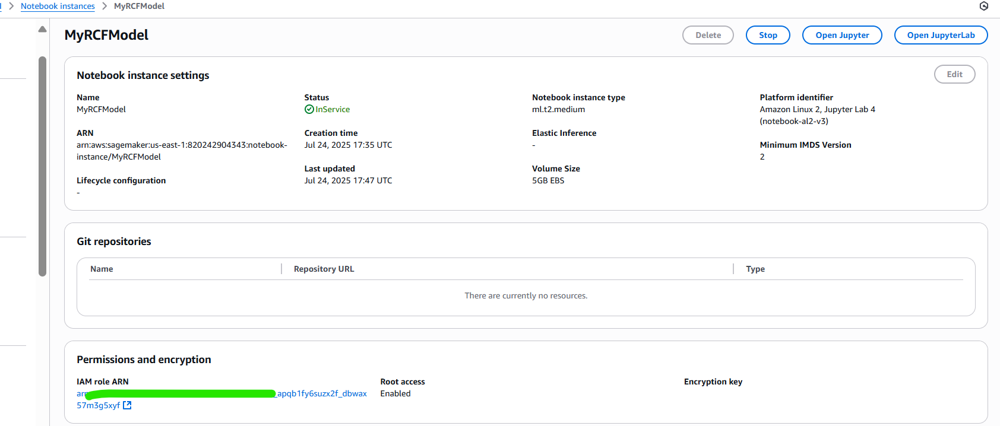 Notebook instances > MyRCFModel
MyRCFModel
Delete
Stop
Open Jupyter
Open JupyterLab
Notebook instance settings
Edit
Name
MyRCFModel
ARN
arn:aws:sagemaker:us-east-1:820242904343:notebook-
instance/MyRCFModel
Lifecycle configuration
-
Status
InService
Creation time
Jul 24, 2025 17:35 UTC
Last updated
Jul 24, 2025 17:47 UTC
Notebook instance type
ml.t2.medium
Elastic Inference
-
Volume Size
5GB EBS
Platform identifier
Amazon Linux 2, Jupyter Lab 4
(notebook-al2-v3)
Minimum IMDS Version
2
Git repositories
Name
Repository URL
Type
There are currently no resources.
Permissions and encryption
IAM role ARN
_apqb1fy6suzx2f_dbwax
57m3g5xyf
Root access
Enabled
Encryption key